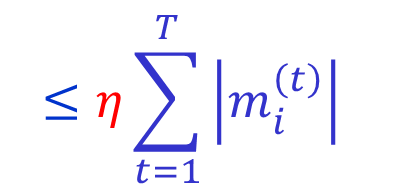 ≤ η ∑_{t=1}^{T} |m_i^{(t)}|